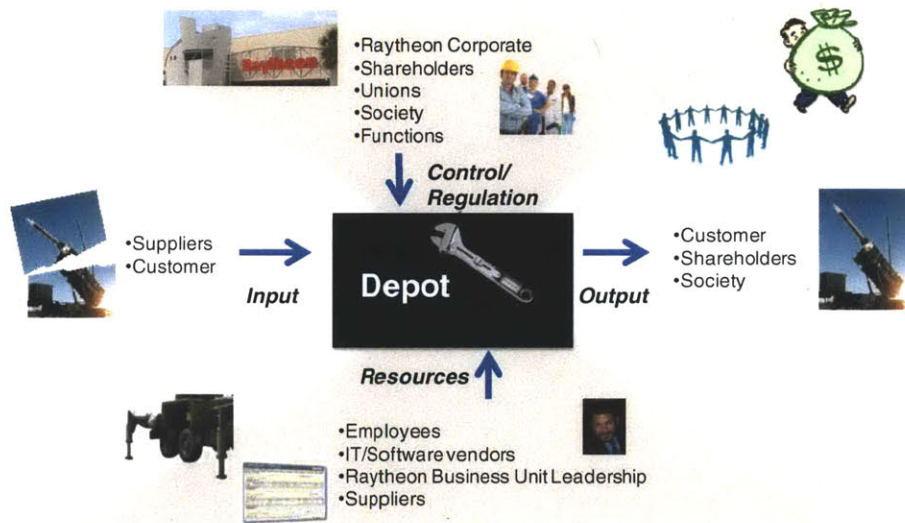 Raytheon
•Raytheon Corporate
•Shareholders
•Unions
•Society
•Functions
$
Control/
Regulation
•Suppliers
•Customer
Input
Depot
Output
•Customer
•Shareholders
•Society
Resources
•Employees
•IT/Software vendors
•Raytheon Business Unit Leadership
•Suppliers